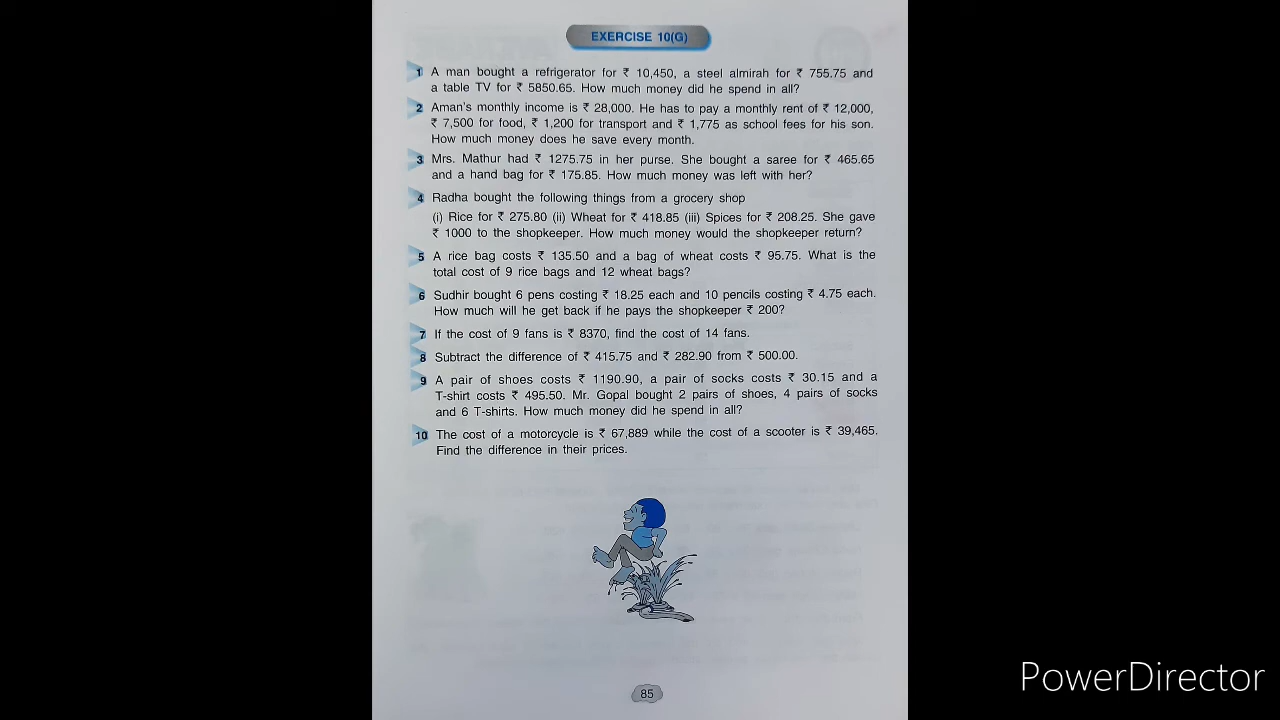 EXERCISE 10(G)
1 A man bought a refrigerator for ₹ 10,450, a steel almirah for ₹ 755.75 and
a table TV for ₹ 5850.65. How much money did he spend in all?
2 Aman's monthly income is ₹ 28,000. He has to pay a monthly rent of ₹ 12,000,
₹ 7,500 for food, ₹ 1,200 for transport and ₹ 1,775 as school fees for his son.
How much money does he save every month.
3 Mrs. Mathur had ₹ 1275.75 in her purse. She bought a saree for ₹ 465.65
and a hand bag for ₹ 175.85. How much money was left with her?
4 Radha bought the following things from a grocery shop
(i) Rice for ₹ 275.80 (ii) Wheat for ₹ 418.85 (iii) Spices for ₹ 208.25. She gave
₹ 1000 to the shopkeeper. How much money would the shopkeeper return?
5 A rice bag costs ₹ 135.50 and a bag of wheat costs ₹ 95.75. What is the
total cost of 9 rice bags and 12 wheat bags?
6 Sudhir bought 6 pens costing ₹ 18.25 each and 10 pencils costing ₹ 4.75 each.
How much will he get back if he pays the shopkeeper ₹ 200?
7 If the cost of 9 fans is ₹ 8370, find the cost of 14 fans.
8 Subtract the difference of ₹ 415.75 and ₹ 282.90 from ₹ 500.00.
9 A pair of shoes costs ₹ 1190.90, a pair of socks costs ₹ 30.15 and a
T-shirt costs ₹ 495.50. Mr. Gopal bought 2 pairs of shoes, 4 pairs of socks
and 6 T-shirts. How much money did he spend in all?
10 The cost of a motorcycle is ₹ 67,889 while the cost of a scooter is ₹ 39,465.
Find the difference in their prices.
85
PowerDirector